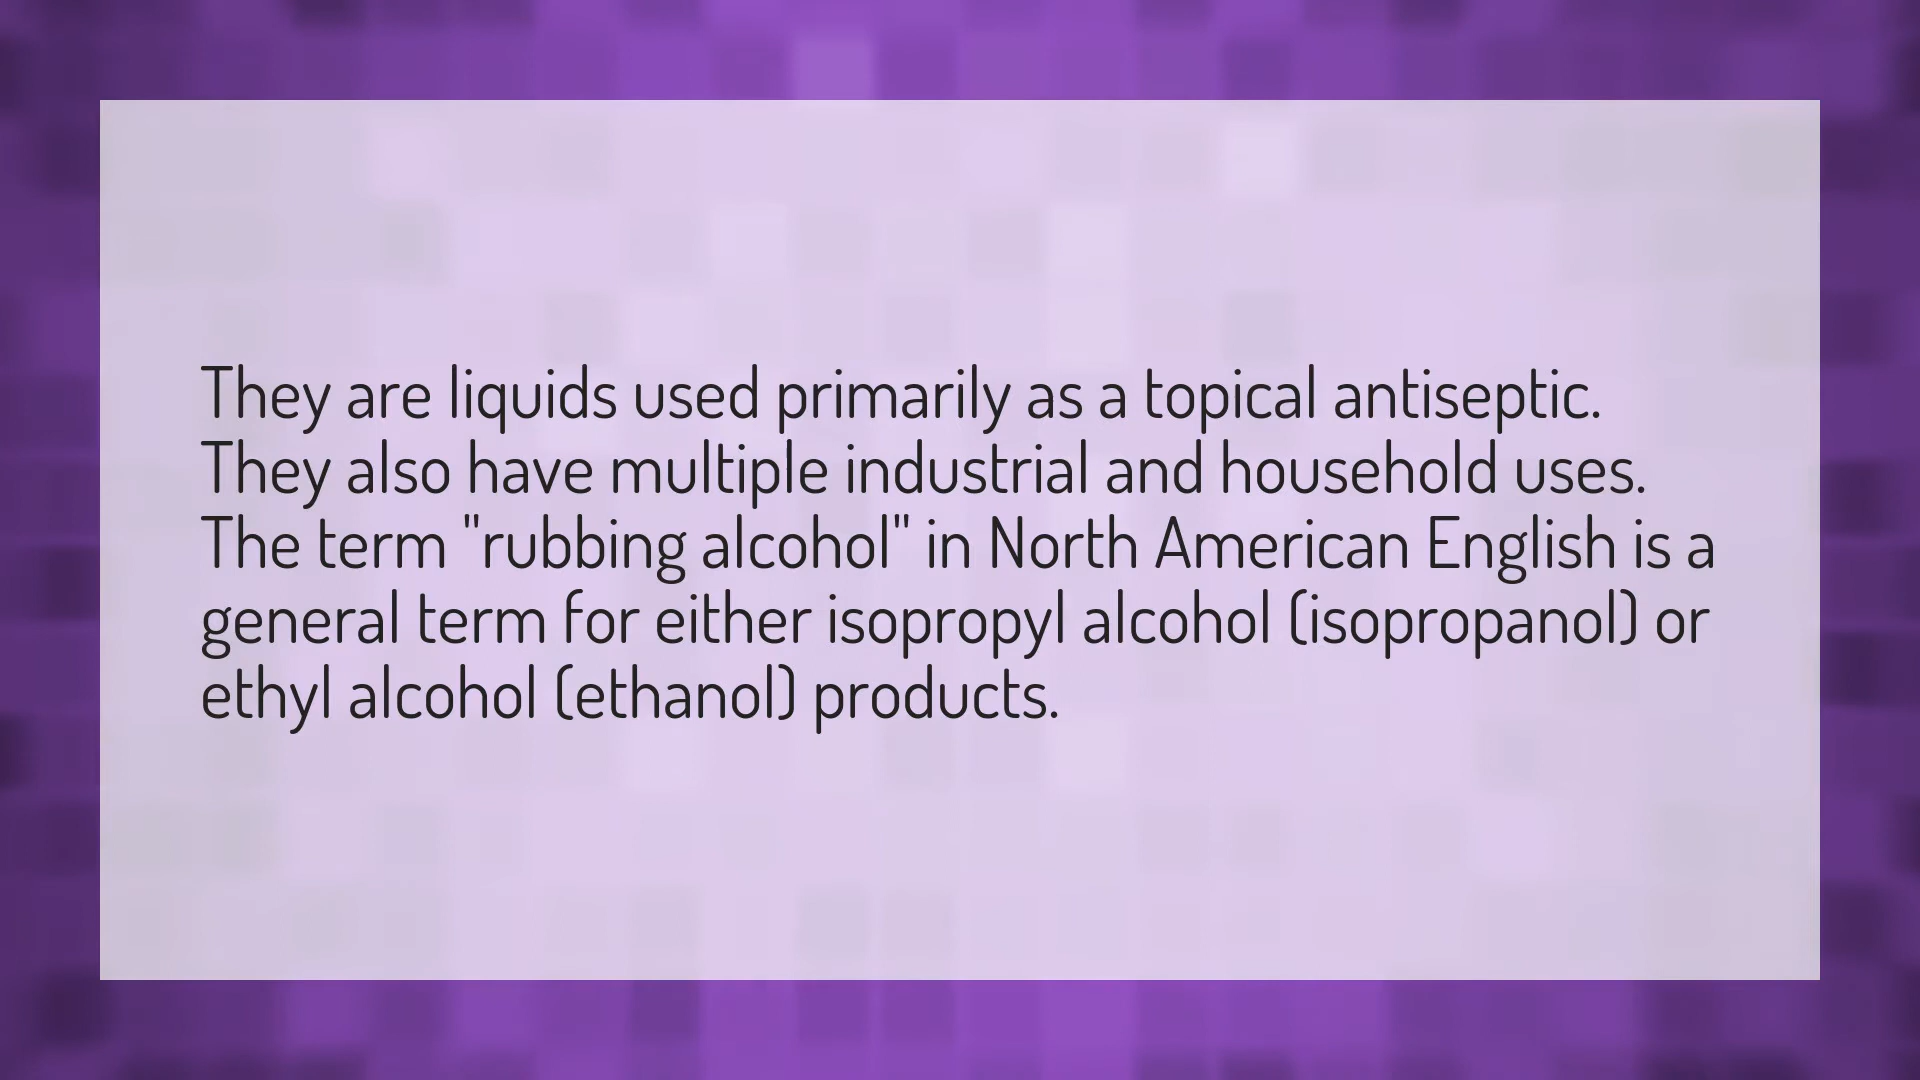 They are liquids used primarily as a topical antiseptic.
They also have multiple industrial and household uses.
The term "rubbing alcohol" in North American English is a
general term for either isopropyl alcohol (isopropanol) or
ethyl alcohol (ethanol) products.